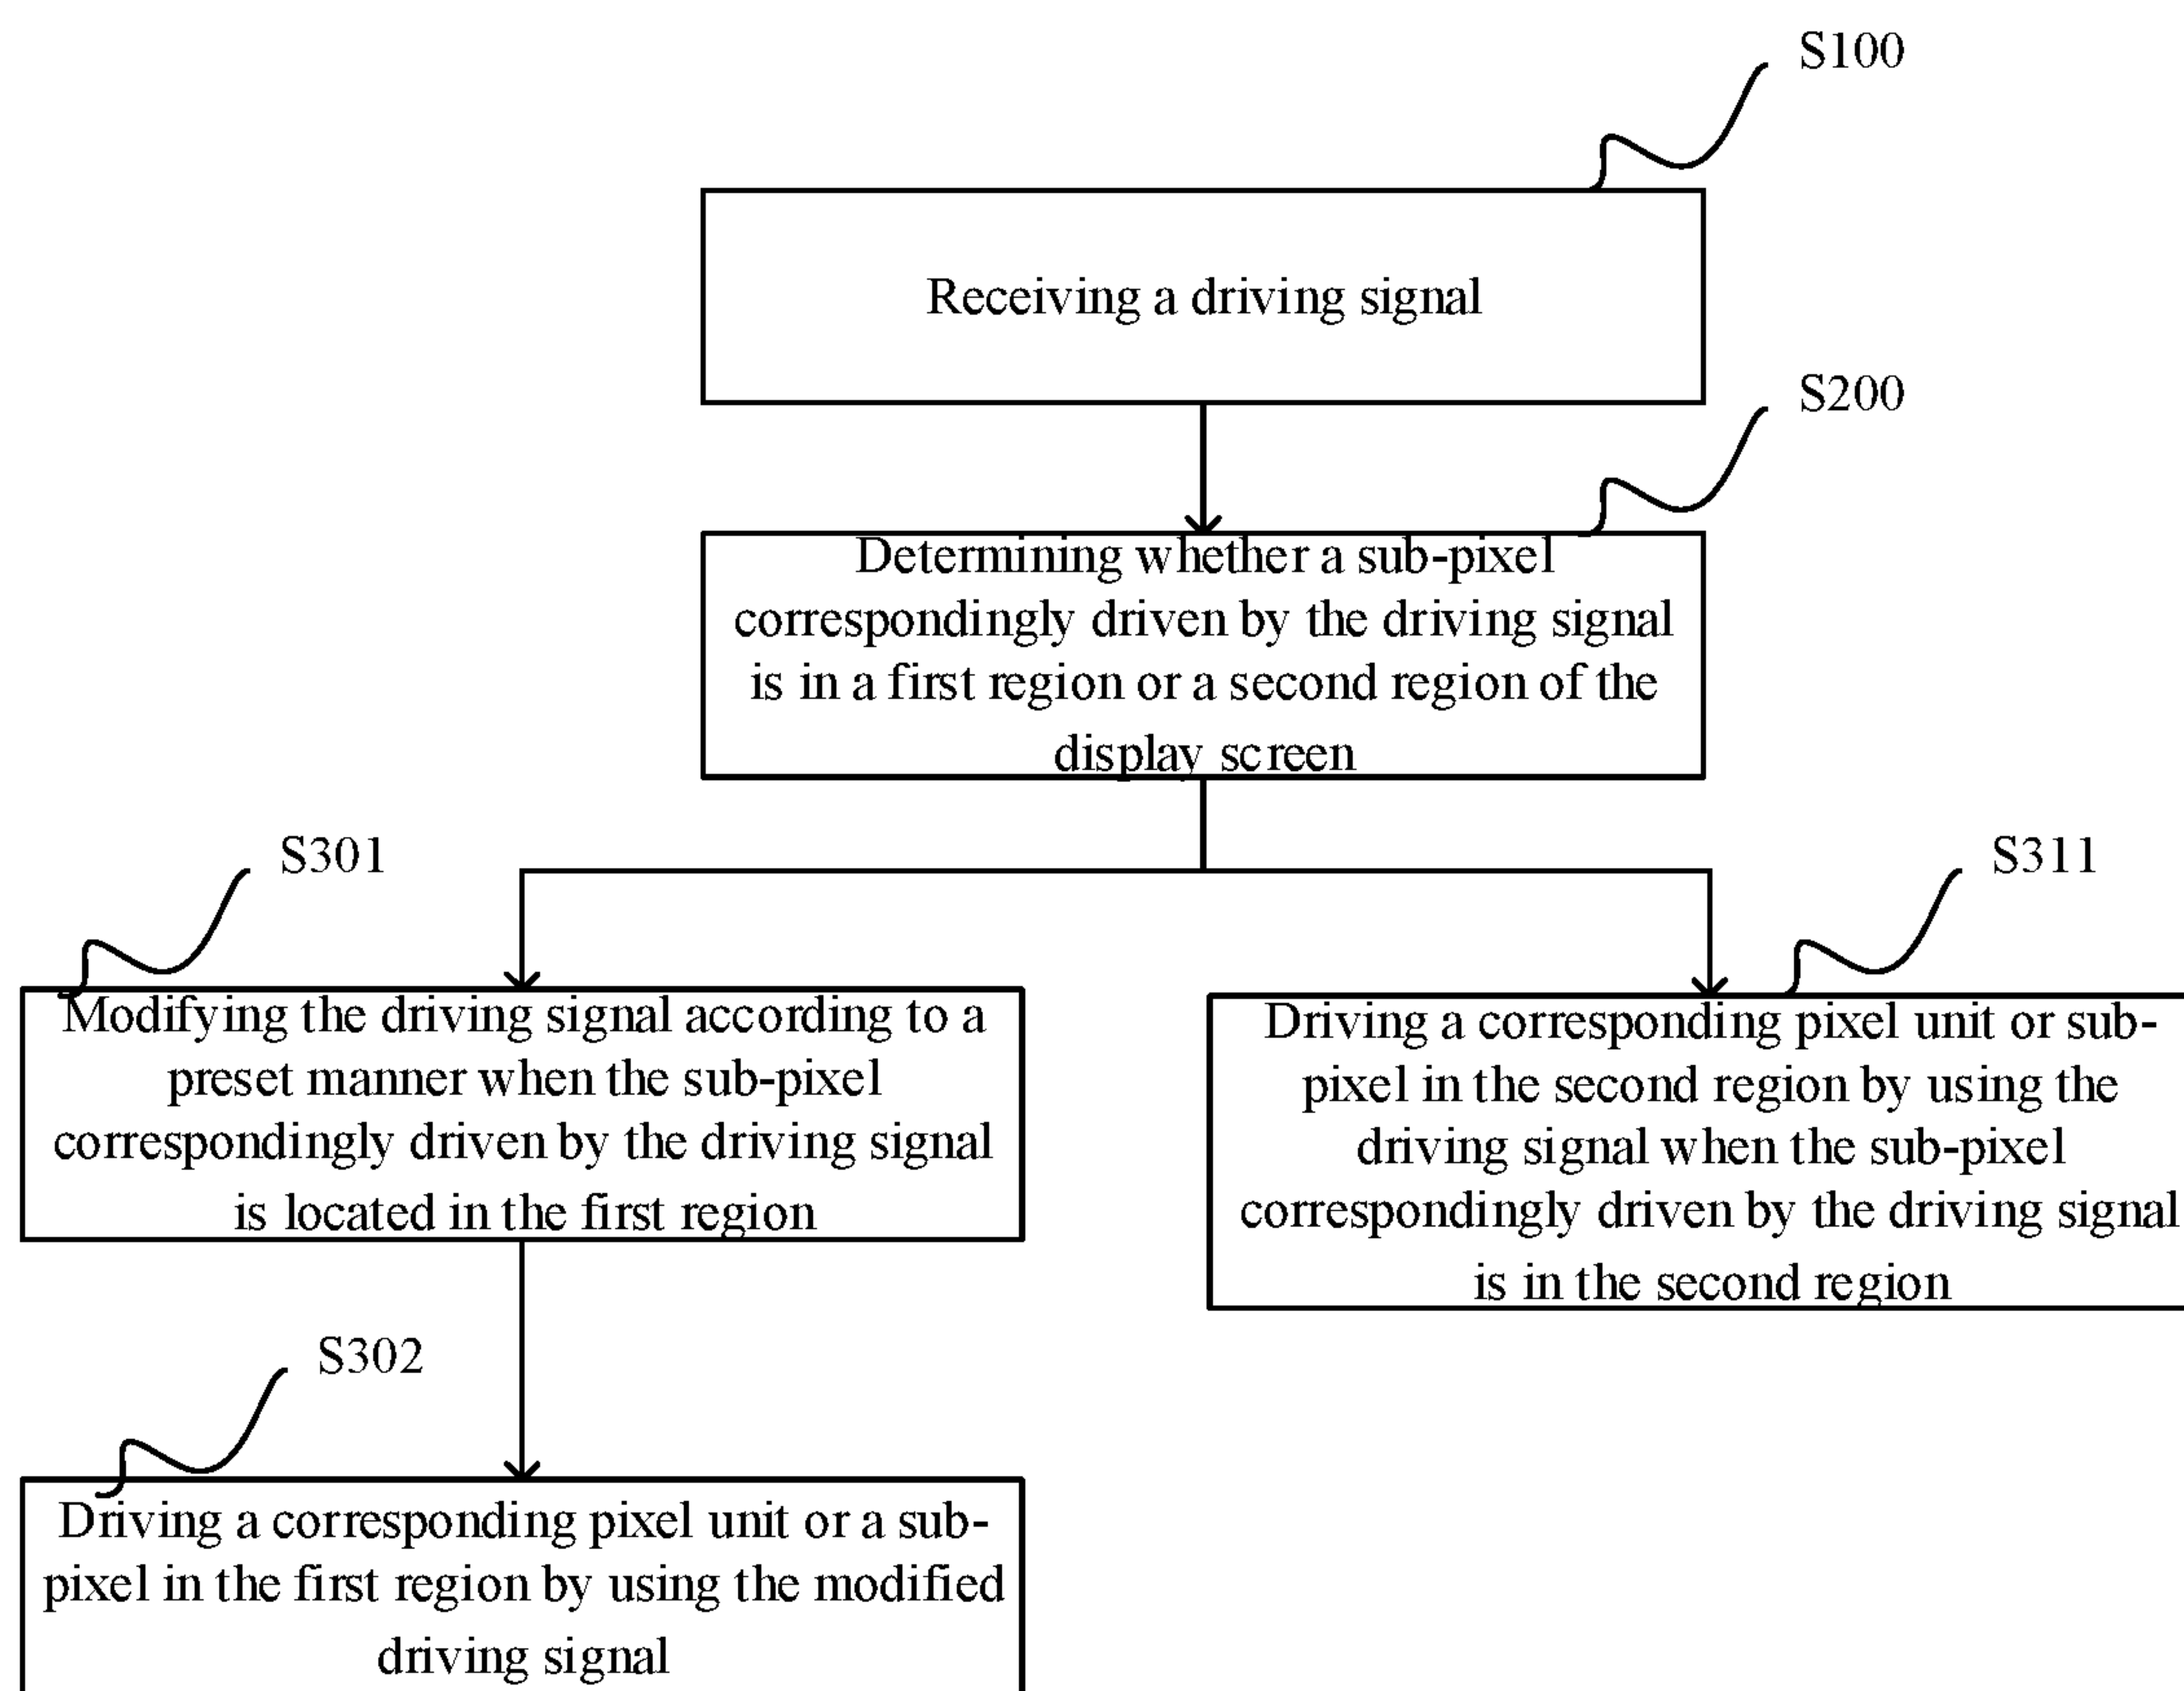 S100
Receiving a driving signal
S200
Determining whether a sub-pixel
correspondingly driven by the driving signal
is in a first region or a second region of the
display screen
S301
Modifying the driving signal according to a
preset manner when the sub-pixel
correspondingly driven by the driving signal
is located in the first region
S311
Driving a corresponding pixel unit or sub-
pixel in the second region by using the
driving signal when the sub-pixel
correspondingly driven by the driving signal
is in the second region
S302
Driving a corresponding pixel unit or a sub-
pixel in the first region by using the modified
driving signal